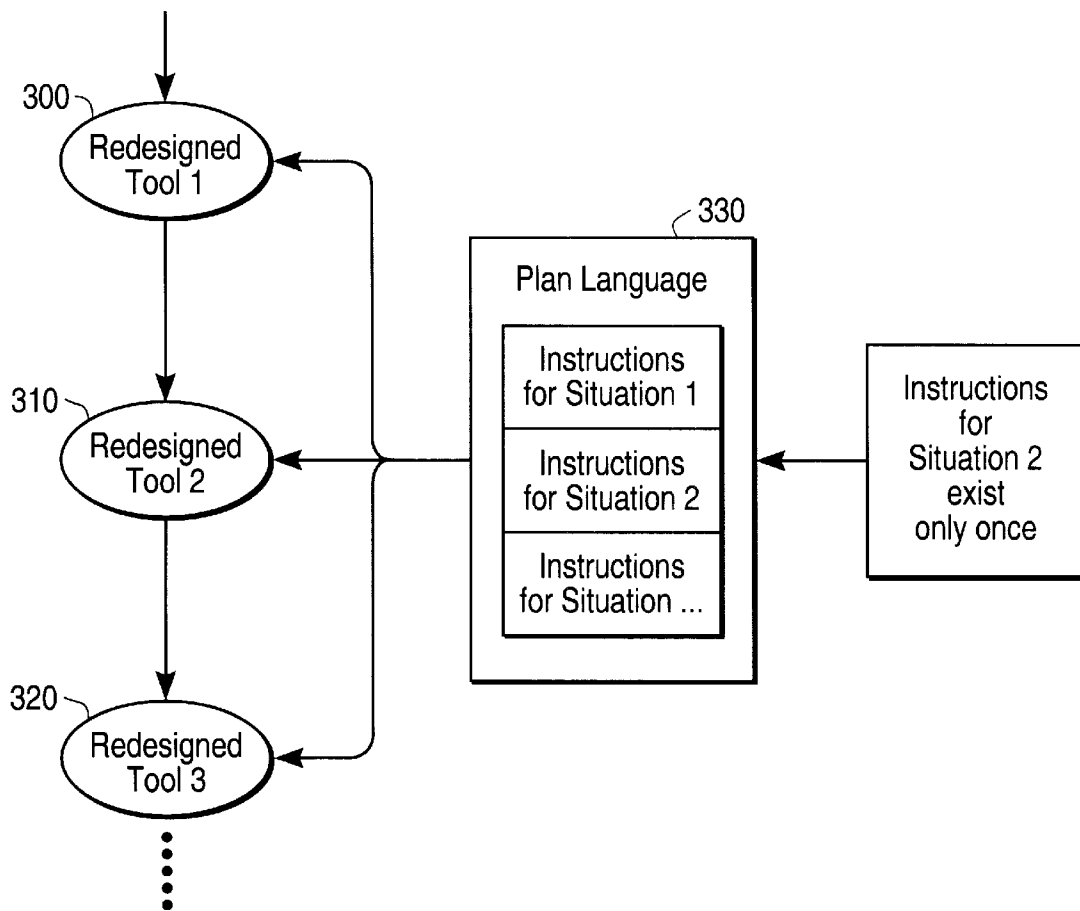 300
Redesigned
Tool 1
330
Plan Language
Instructions
for Situation 1
310
Redesigned
Tool 2
Instructions
for Situation 2
Instructions
for
Situation 2
exist
only once
Instructions
for Situation ...
320
Redesigned
Tool 3